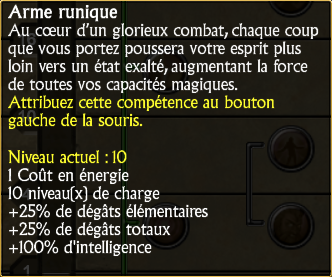 Arme runique
Au cœur d'un glorieux combat, chaque coup
que vous portez poussera votre esprit plus
loin vers un état exalté, augmentant la force
de toutes vos capacités magiques.
Attribuez cette compétence au bouton
gauche de la souris.
Niveau actuel : 10
1 Coût en énergie
10 niveau(x) de charge
+25% de dégâts élémentaires
+25% de dégâts totaux
+100% d'intelligence